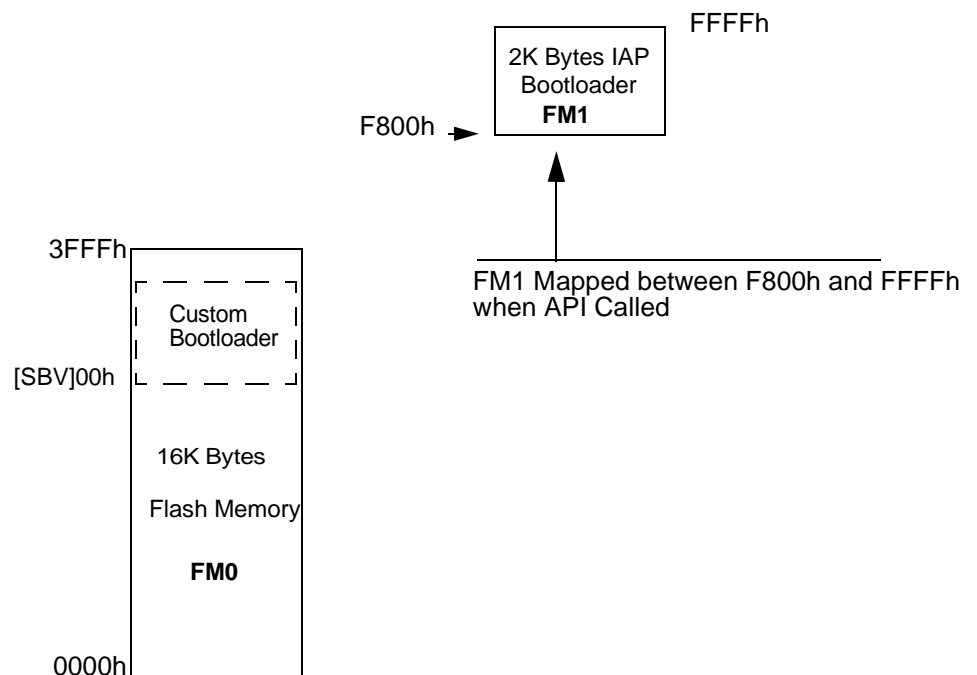 FFFFh
2K Bytes IAP
Bootloader
FM1
F800h
3FFFh
FM1 Mapped between F800h and FFFFh
when API Called
Custom
Bootloader
[SBV]00h
16K Bytes
Flash Memory
FM0
0000h